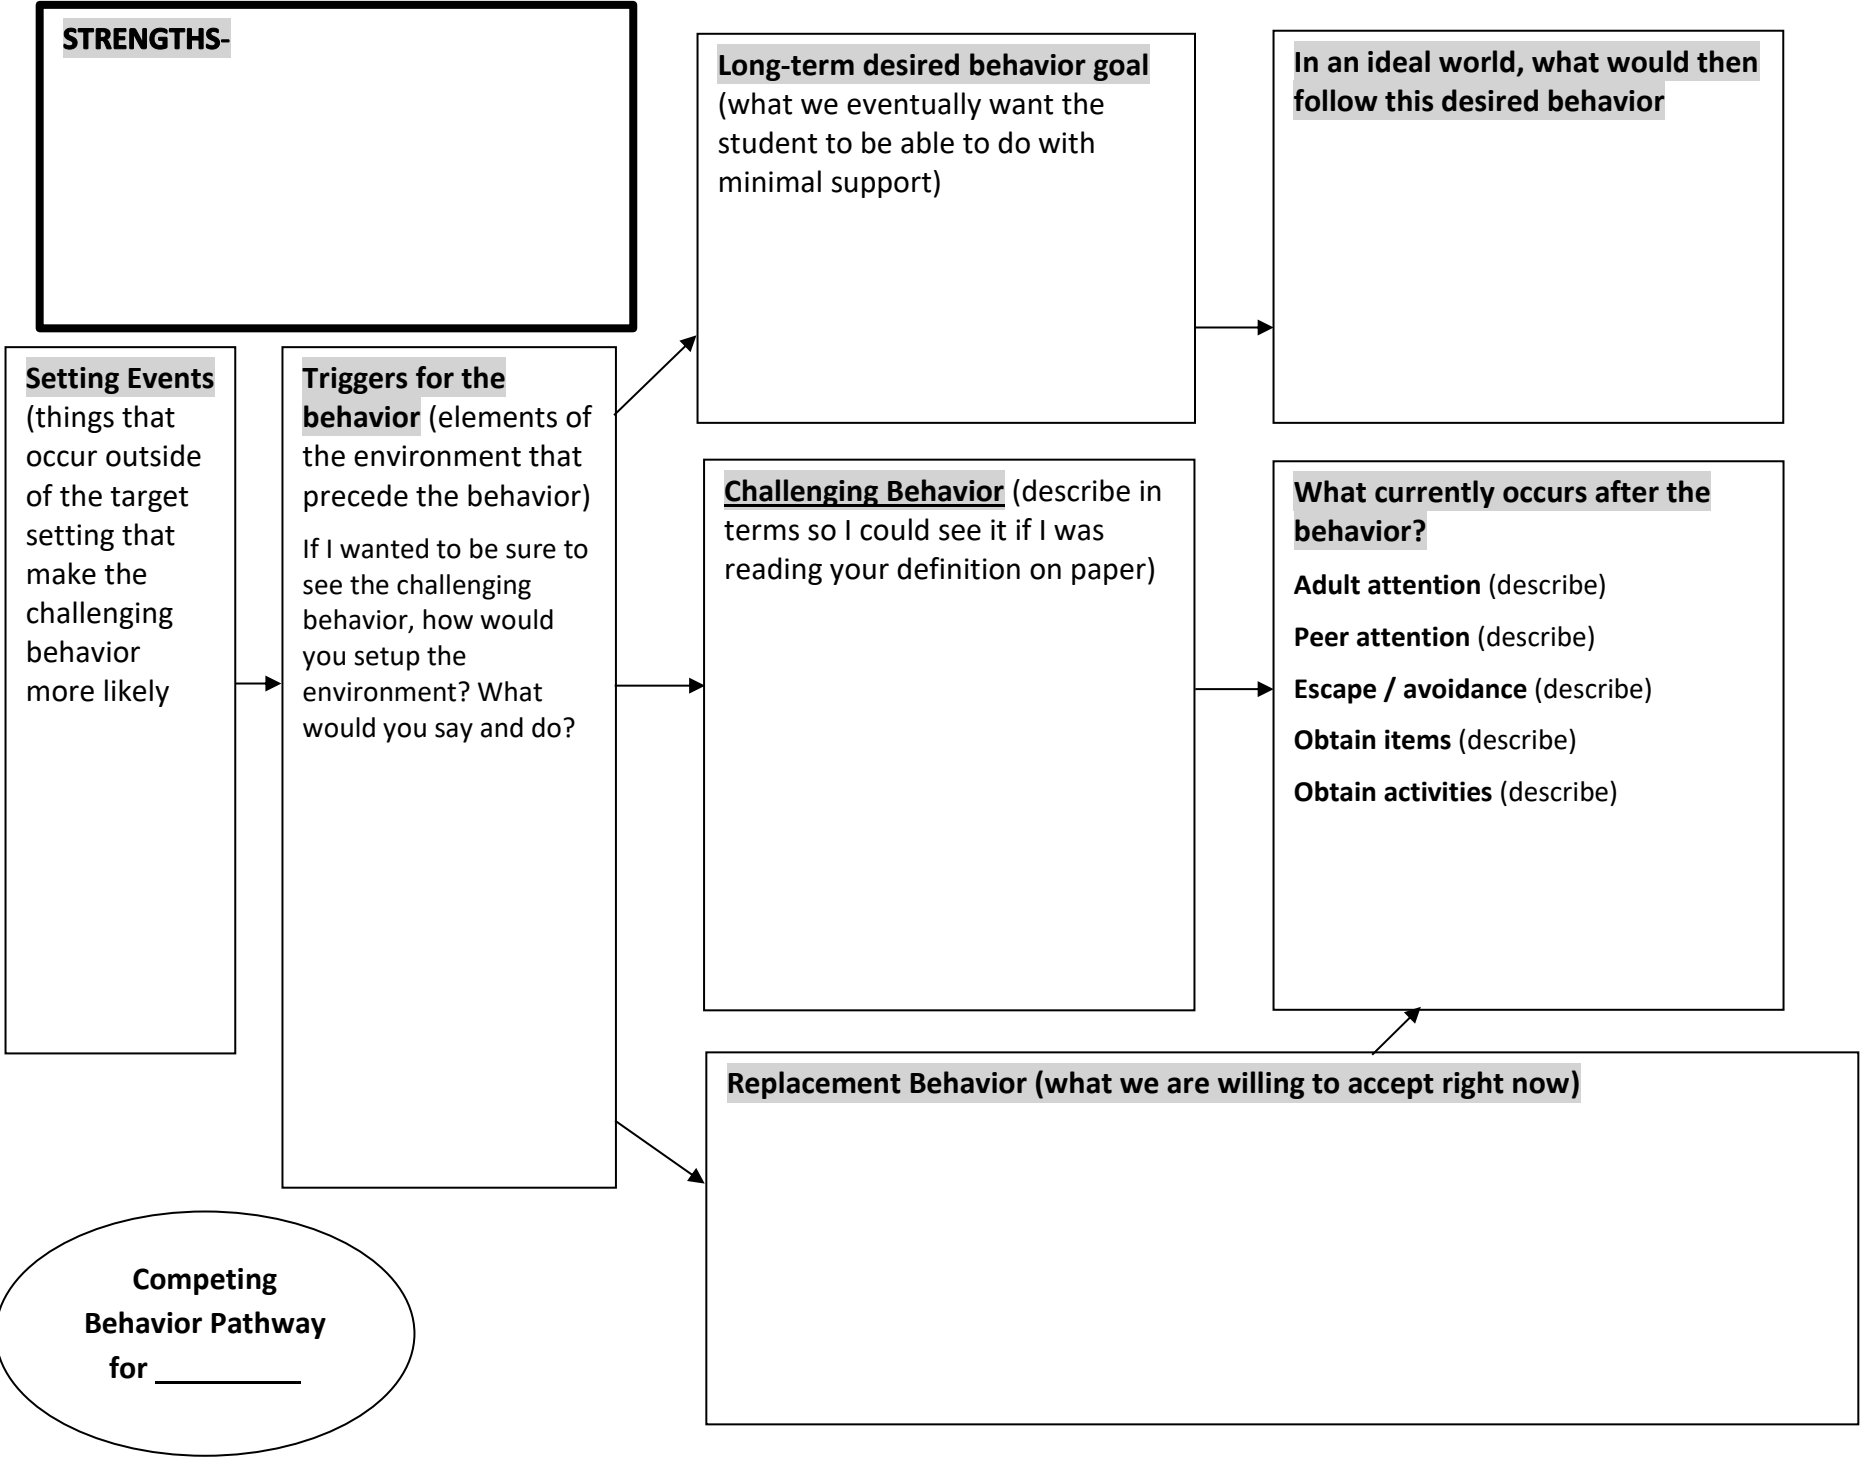 STRENGTHS-
Long-term desired behavior goal
(what we eventually want the
student to be able to do with
minimal support)
In an ideal world, what would then
follow this desired behavior
Setting Events
(things that
occur outside
of the target
setting that
make the
challenging
behavior
more likely
Triggers for the
behavior (elements of
the environment that
precede the behavior)
If I wanted to be sure to
see the challenging
behavior, how would
you setup the
environment? What
would you say and do?
Challenging Behavior (describe in
terms so I could see it if I was
reading your definition on paper)
What currently occurs after the
behavior?
Adult attention (describe)
Peer attention (describe)
Escape / avoidance (describe)
Obtain items (describe)
Obtain activities (describe)
Replacement Behavior (what we are willing to accept right now)
Competing
Behavior Pathway
for __________